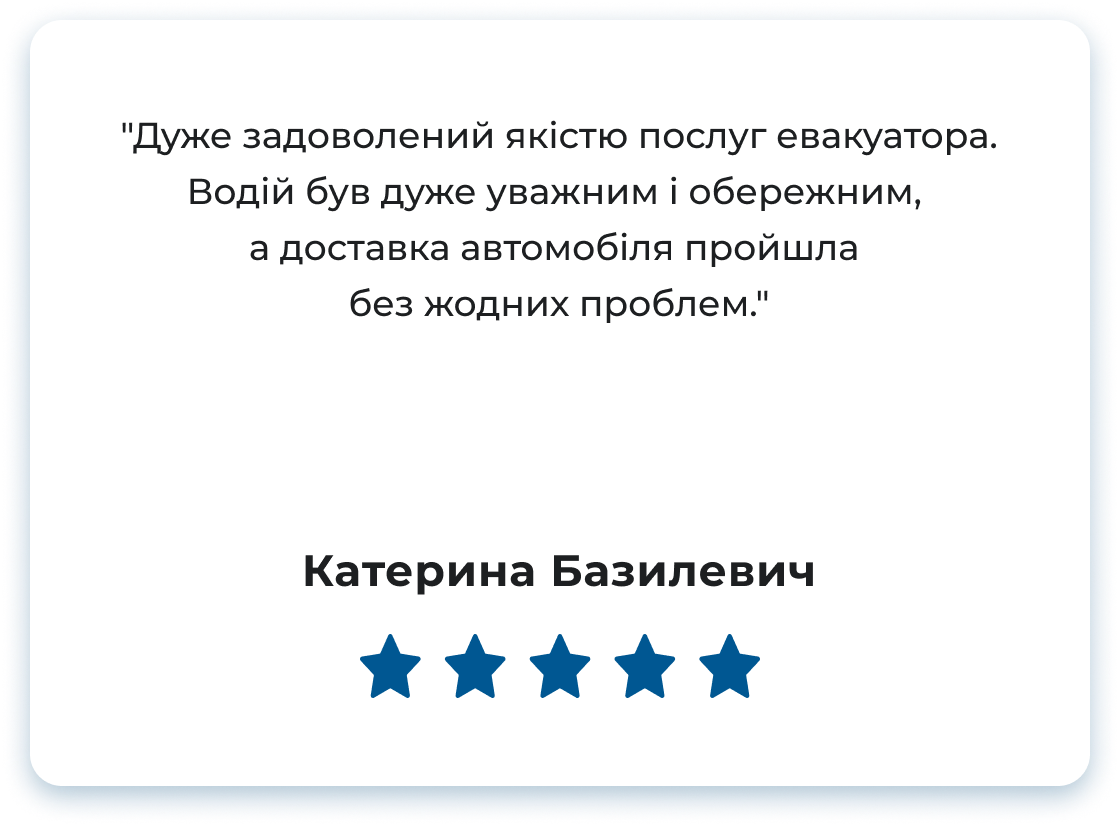 "Дуже задоволений якістю послуг евакуатора.
Водій був дуже уважним і обережним,
а доставка автомобіля пройшла
без жодних проблем."
Катерина Базилевич